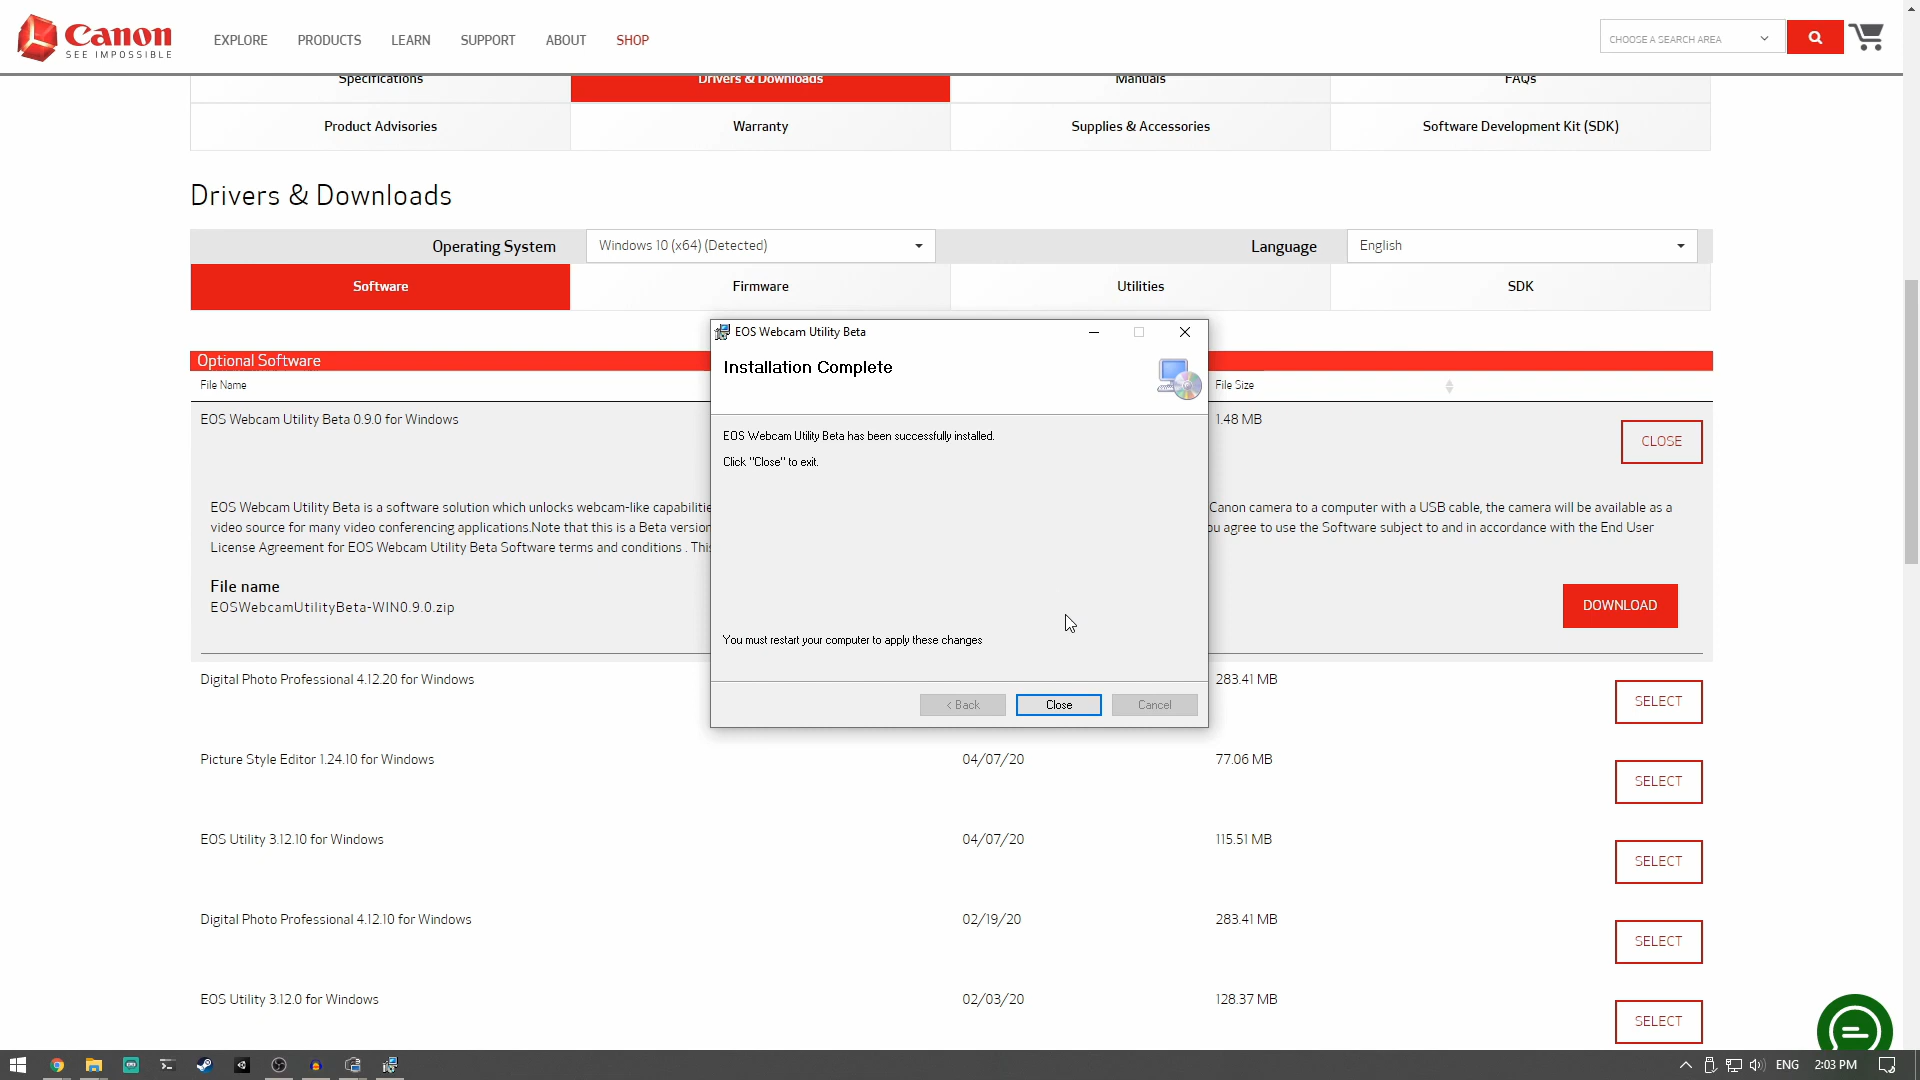 Canon
SEE IMPOSSIBLE
EXPLORE PRODUCTS LEARN SUPPORT ABOUT SHOP
CHOOSE A SEARCH AREA
Specifications Drivers & Downloads Manuals FAQs
Product Advisories Warranty Supplies & Accessories Software Development Kit (SDK)
Drivers & Downloads
Operating System Windows 10 (x64) (Detected) Language English
Software Firmware Utilities SDK
Optional Software
File Name File Size
EOS Webcam Utility Beta 0.9.0 for Windows 1.48 MB
CLOSE
EOS Webcam Utility Beta is a software solution which unlocks webcam-like Canon camera to a computer with a USB cable, the camera will be available as a
video source for many video conferencing applications.Note that this is a Beta agree to use the Software subject to and in accordance with the End User
License Agreement for EOS Webcam Utility Beta Software terms and conditions .
File name
EOSWebcamUtilityBeta-WIN0.9.0.zip
DOWNLOAD
EOS Webcam Utility Beta
Installation Complete
EOS Webcam Utility Beta has been successfully installed.
Click "Close" to exit.
You must restart your computer to apply these changes
< Back Close Cancel
Digital Photo Professional 4.12.20 for Windows 283.41 MB
SELECT
Picture Style Editor 1.24.10 for Windows 04/07/20 77.06 MB
SELECT
EOS Utility 3.12.10 for Windows 04/07/20 115.51 MB
SELECT
Digital Photo Professional 4.12.10 for Windows 02/19/20 283.41 MB
SELECT
EOS Utility 3.12.0 for Windows 02/03/20 128.37 MB
SELECT
ENG 2:03 PM